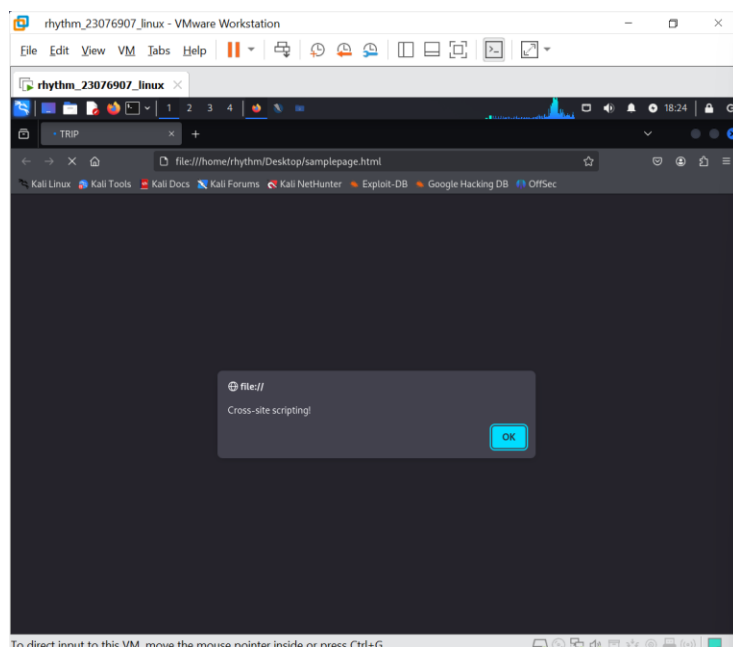 rhythm_23076907_linux - VMware Workstation
File Edit View VM Tabs Help
rhythm_23076907_linux
1 2 3 4 18:24
TRIP
file:///home/rhythm/Desktop/samplepage.html
Kali Linux Kali Tools Kali Docs Kali Forums Kali NetHunter Exploit-DB Google Hacking DB OffSec
file://
Cross-site scripting!
OK
To direct input to this VM, move the mouse pointer inside or press Ctrl+G.